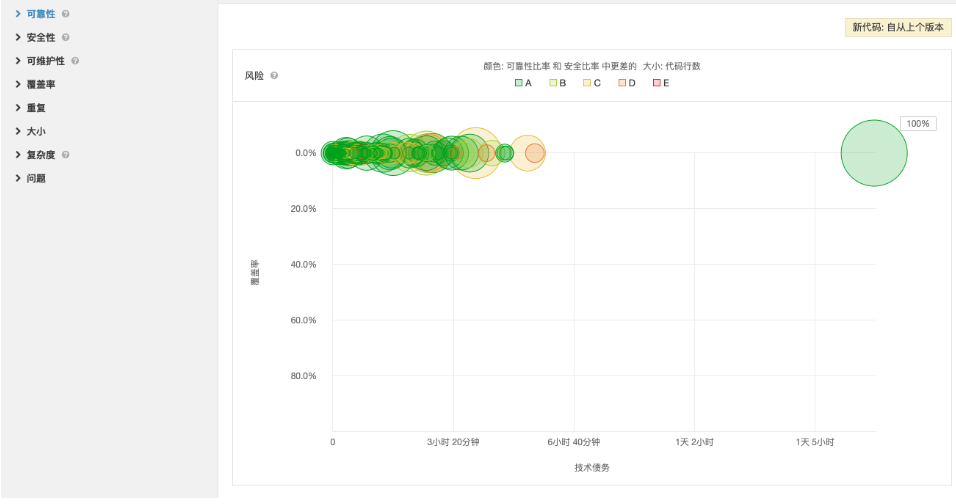 可靠性
安全性
可维护性
覆盖率
重复
大小
复杂度
问题
新代码: 自从上个版本
风险
颜色: 可靠性比率 和 安全比率 中更差的 大小: 代码行数
A B C D E
100%
0.0%
20.0%
40.0%
60.0%
80.0%
覆盖率
0 3小时 20分钟 6小时 40分钟 1天 2小时 1天 5小时
技术债务